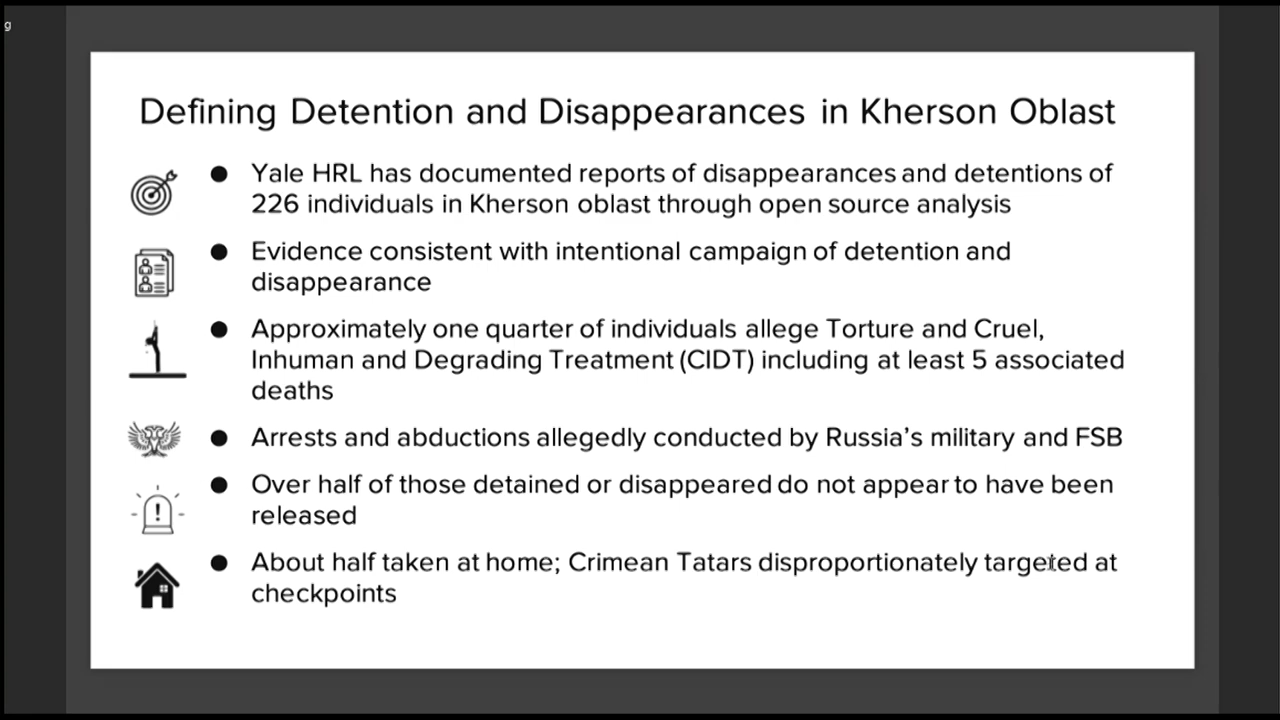 g
Defining Detention and Disappearances in Kherson Oblast
● Yale HRL has documented reports of disappearances and detentions of
226 individuals in Kherson oblast through open source analysis
● Evidence consistent with intentional campaign of detention and
disappearance
● Approximately one quarter of individuals allege Torture and Cruel,
Inhuman and Degrading Treatment (CIDT) including at least 5 associated
deaths
● Arrests and abductions allegedly conducted by Russia’s military and FSB
● Over half of those detained or disappeared do not appear to have been
released
● About half taken at home; Crimean Tatars disproportionately targeted at
checkpoints